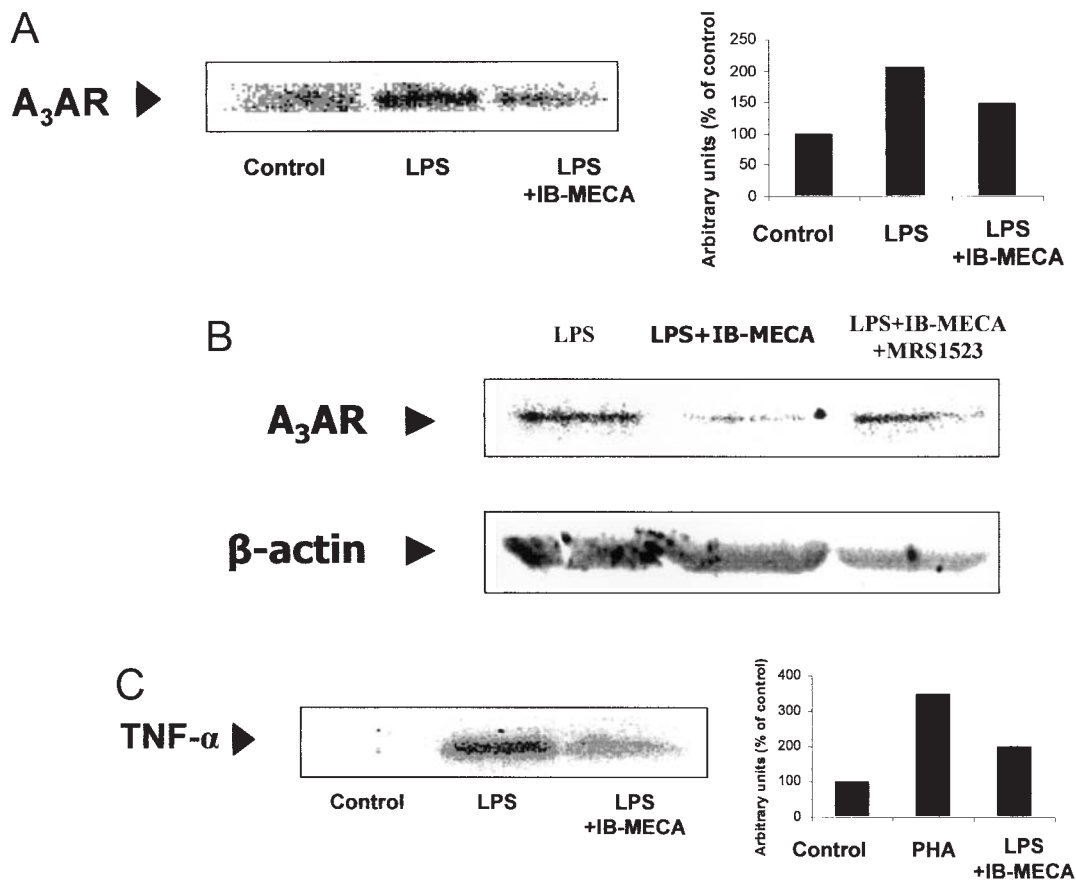 A
A₃AR
Control
LPS
LPS
+IB-MECA
Arbitrary units (% of control)
250
200
150
100
50
0
Control
LPS
LPS
+IB-MECA
B
LPS
LPS+IB-MECA
LPS+IB-MECA
+MRS1523
A₃AR
β-actin
C
TNF-α
Control
LPS
LPS
+IB-MECA
Arbitrary units (% of control)
400
300
200
100
0
Control
PHA
LPS
+IB-MECA